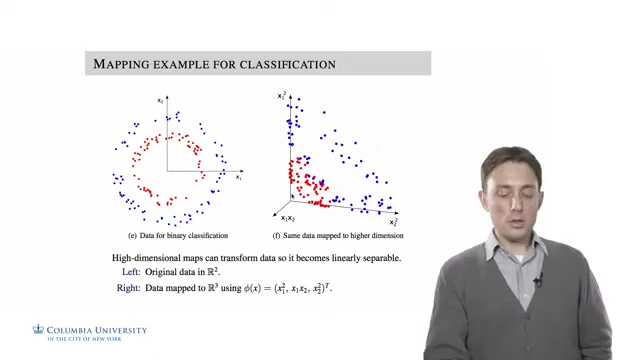 MAPPING EXAMPLE FOR CLASSIFICATION
x₂
x₁
(e) Data for binary classification
x₁²
x₁x₂
x₂²
(f) Same data mapped to higher dimension
High-dimensional maps can transform data so it becomes linearly separable.
Left: Original data in ℝ².
Right: Data mapped to ℝ³ using ϕ(x) = (x₁², x₁x₂, x₂²)ᵀ.
COLUMBIA UNIVERSITY
IN THE CITY OF NEW YORK